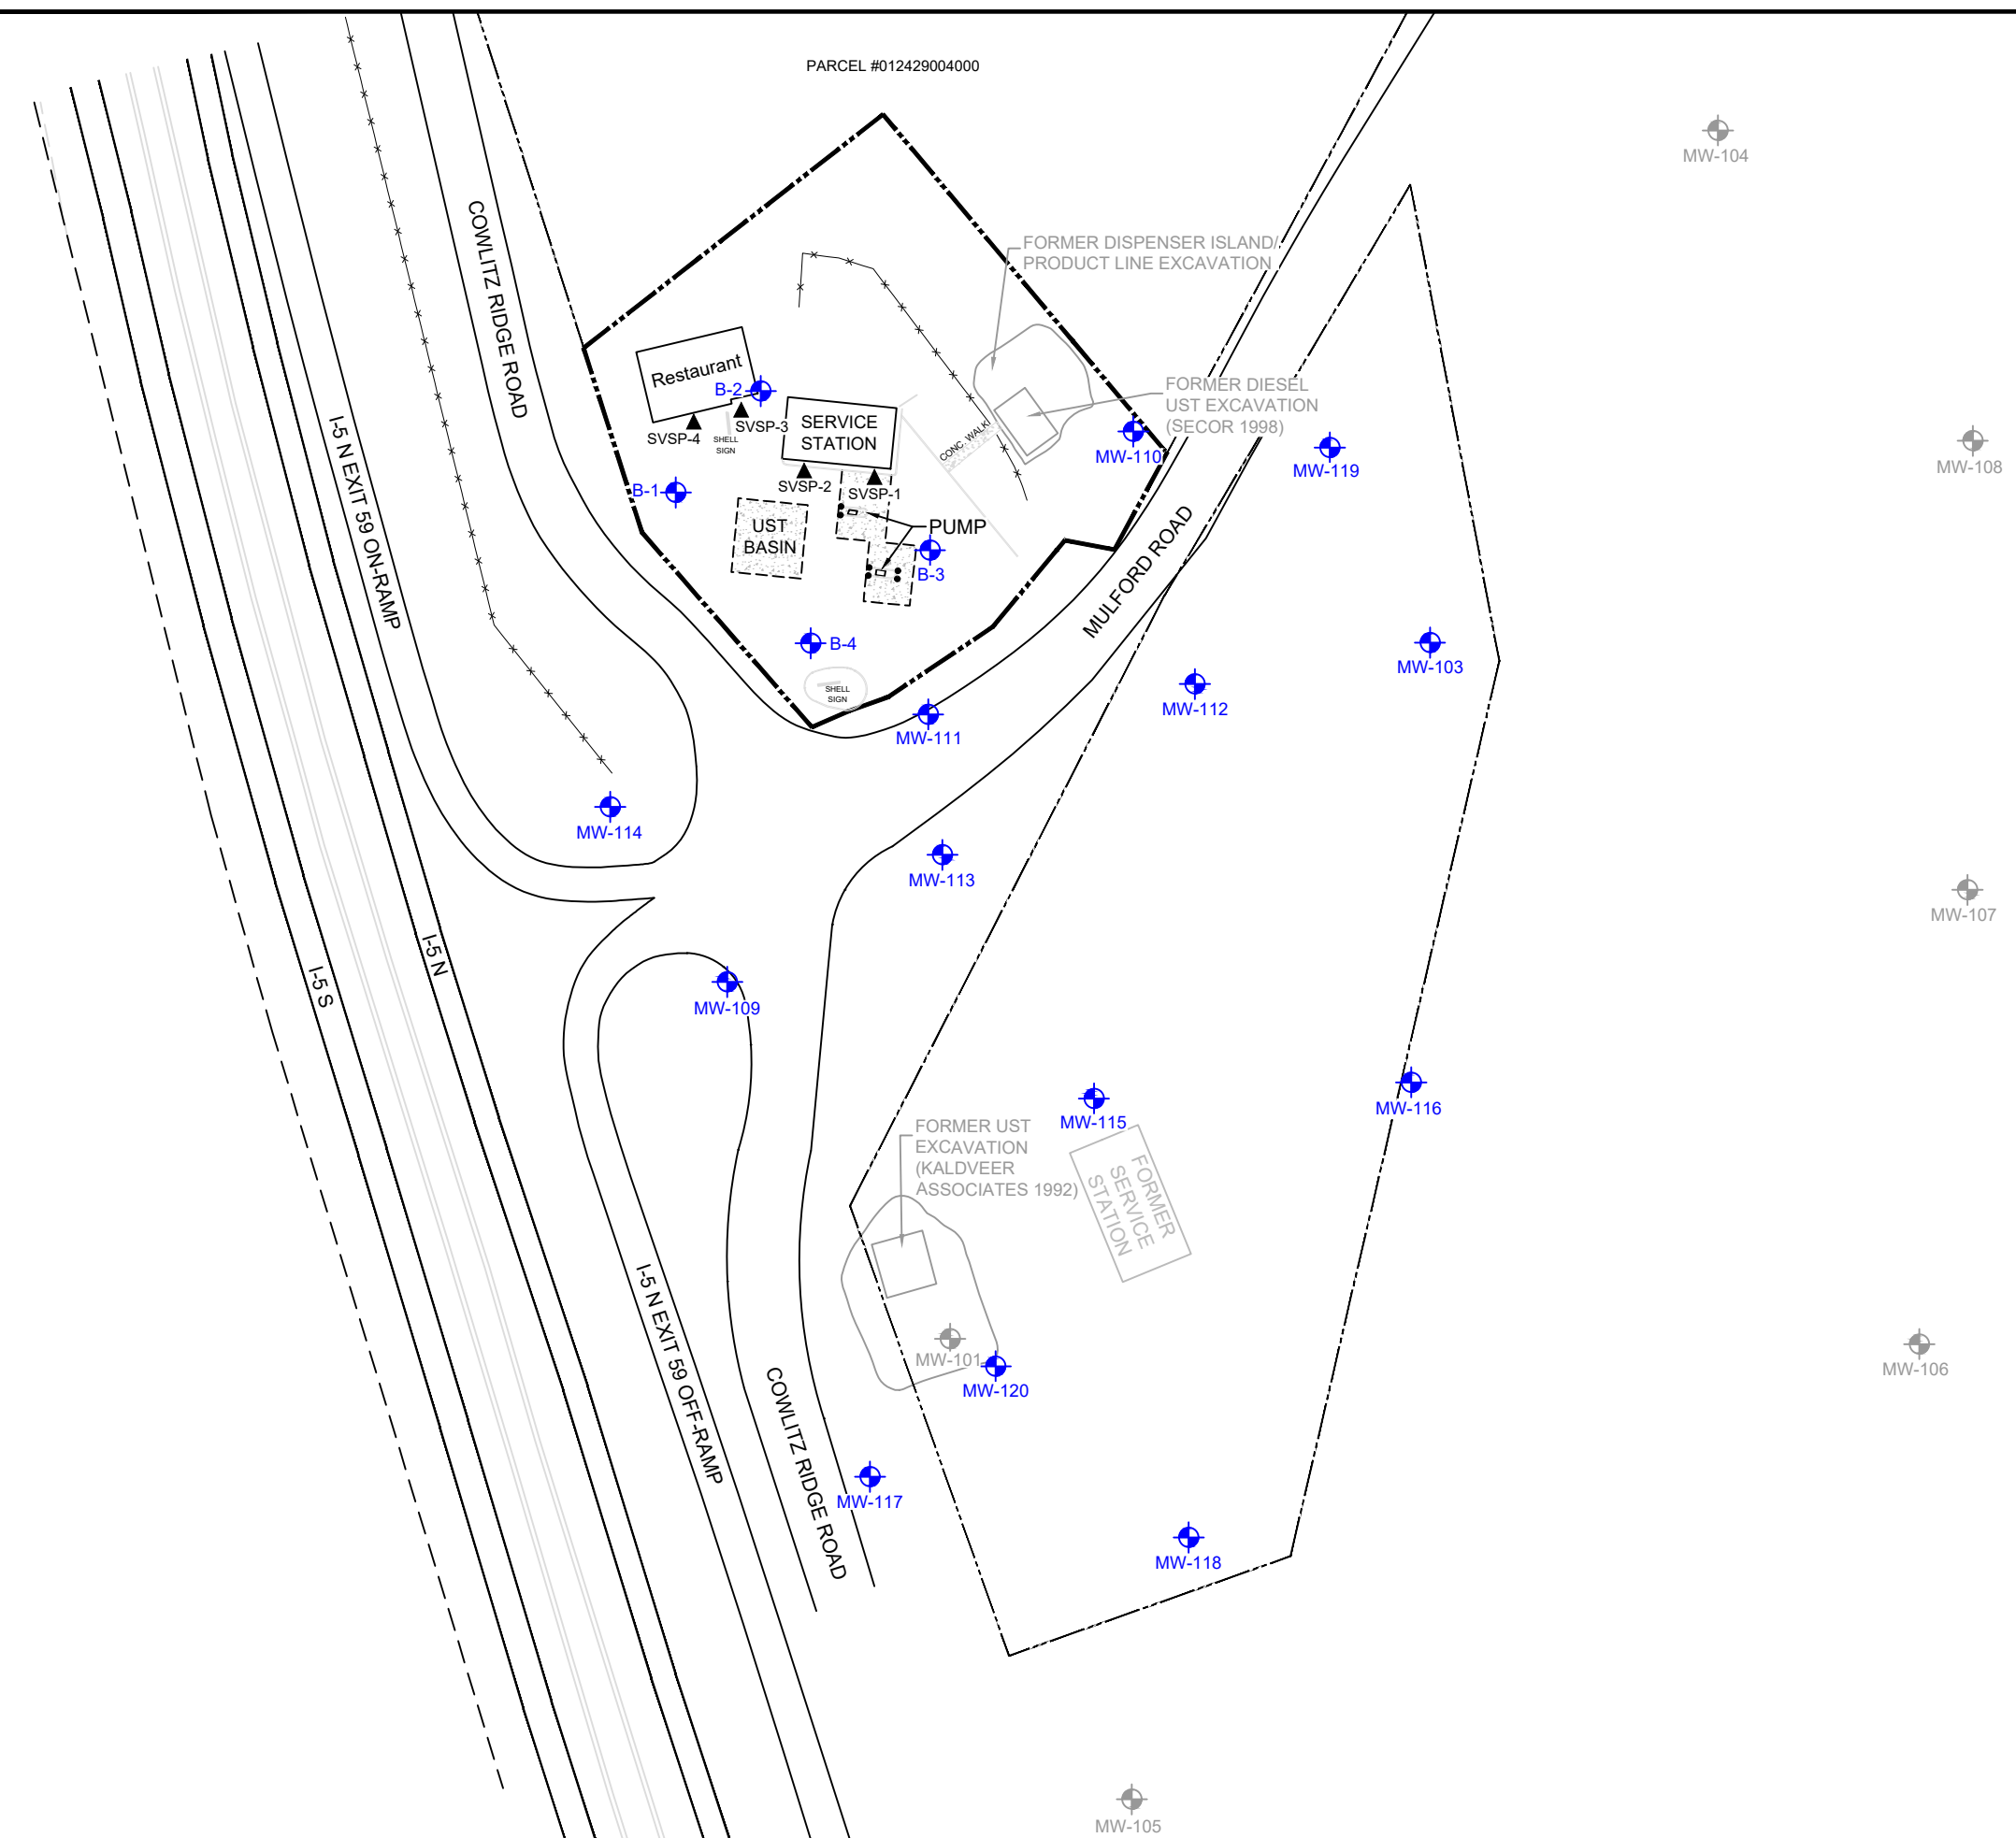 PARCEL #012429004000
MW-104
COWLITZ RIDGE ROAD
FORMER DISPENSER ISLAND/
PRODUCT LINE EXCAVATION
Restaurant
B-2
FORMER DIESEL
UST EXCAVATION
(SECOR 1998)
SVSP-3
SVSP-4
SHELL
SIGN
SERVICE
STATION
CONC. WALK
MW-110
MW-119
MW-108
I-5 N EXIT 59 ON-RAMP
B-1
SVSP-2
SVSP-1
UST
BASIN
PUMP
B-3
MULFORD ROAD
B-4
MW-103
SHELL
SIGN
MW-112
MW-111
MW-114
MW-113
MW-107
I-5 N
I-5 S
MW-109
MW-115
MW-116
FORMER UST
EXCAVATION
(KALDVEER
ASSOCIATES 1992)
FORMER
SERVICE
STATION
I-5 N EXIT 59 OFF-RAMP
MW-101
MW-120
MW-106
COWLITZ RIDGE ROAD
MW-117
MW-118
MW-105